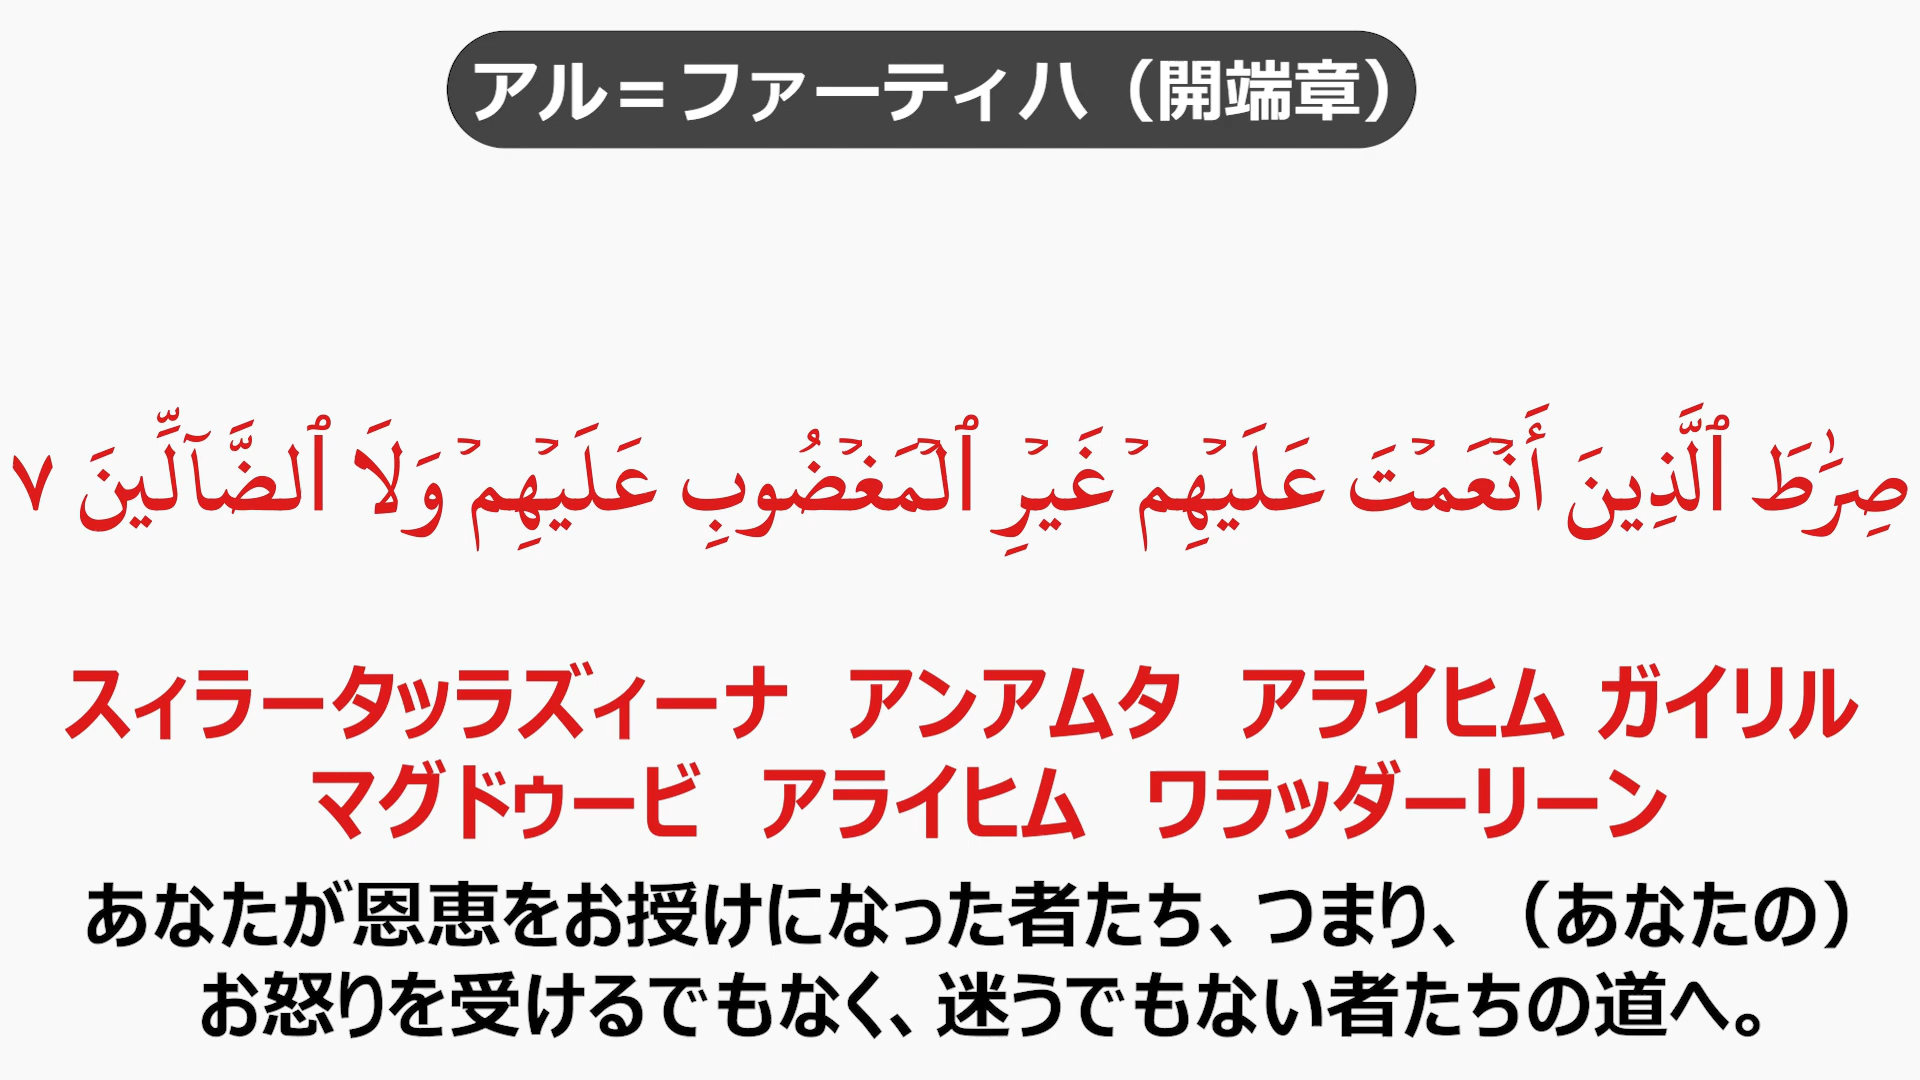 アル＝ファーティハ（開端章）
صِرَٰطَ ٱلَّذِينَ أَنۡعَمۡتَ عَلَيۡهِمۡ غَيۡرِ ٱلۡمَغۡضُوبِ عَلَيۡهِمۡ وَلَا ٱلضَّآلِّينَ ٧
スィラータッラズィーナ　アンアムタ　アライヒム ガイリル
マグドゥービ　アライヒム　ワラッダーリーン
あなたが恩恵をお授けになった者たち、つまり、（あなたの）
お怒りを受けるでもなく、迷うでもない者たちの道へ。